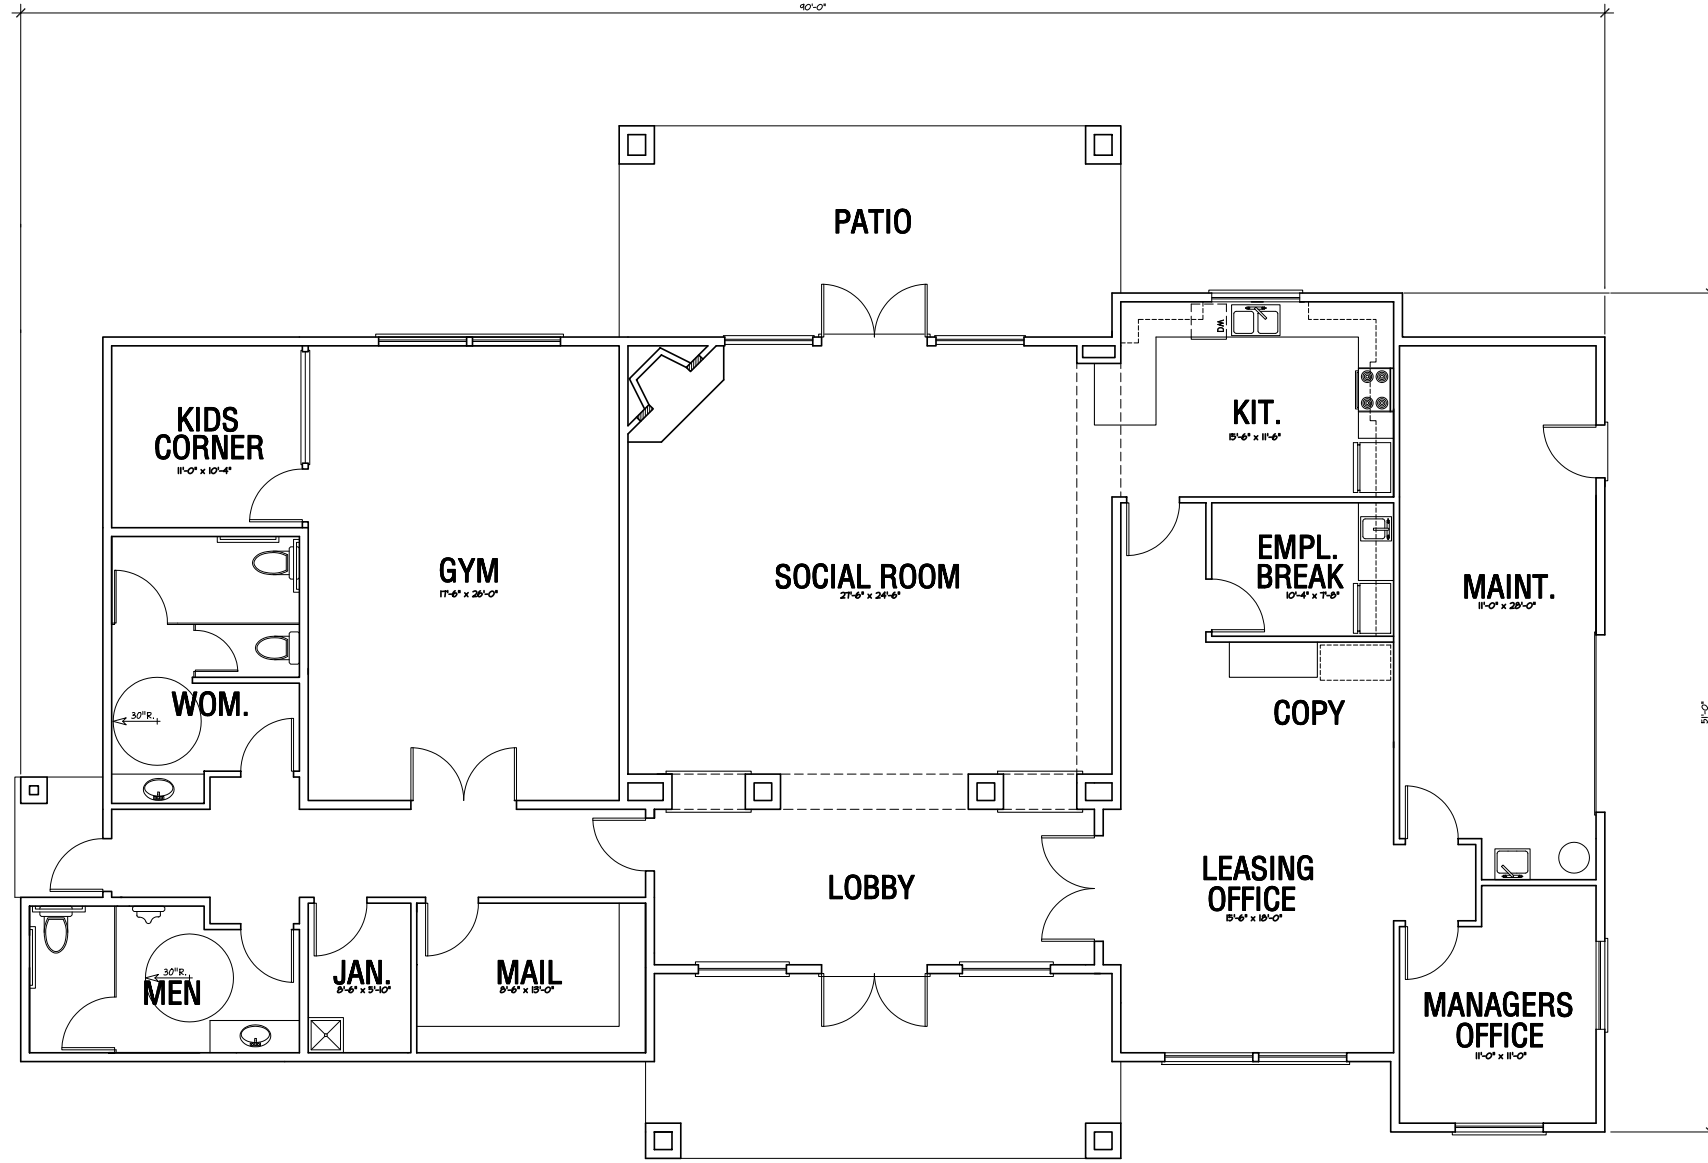 90'-0"
PATIO
KIDS
CORNER
11'-0" x 10'-4"
KIT.
15'-6" x 11'-6"
WD
GYM
17'-6" x 26'-0"
SOCIAL ROOM
27'-6" x 24'-6"
EMPL.
BREAK
10'-4" x 7'-8"
MAINT.
11'-0" x 28'-0"
WOM.
30"R.
COPY
51'-0"
LEASING
OFFICE
15'-6" x 18'-0"
LOBBY
30"R.
MEN
JAN.
8'-6" x 5'-10"
MAIL
8'-6" x 13'-0"
MANAGERS
OFFICE
11'-0" x 11'-0"